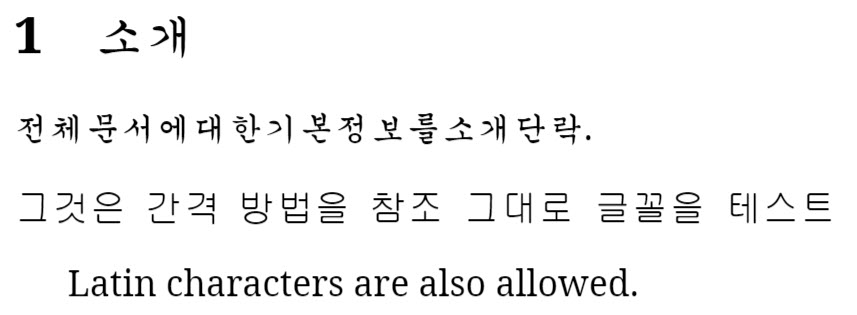 1 소개
전체문서에대한기본정보를소개단락.
그것은 간격 방법을 참조 그대로 글꼴을 테스트
Latin characters are also allowed.